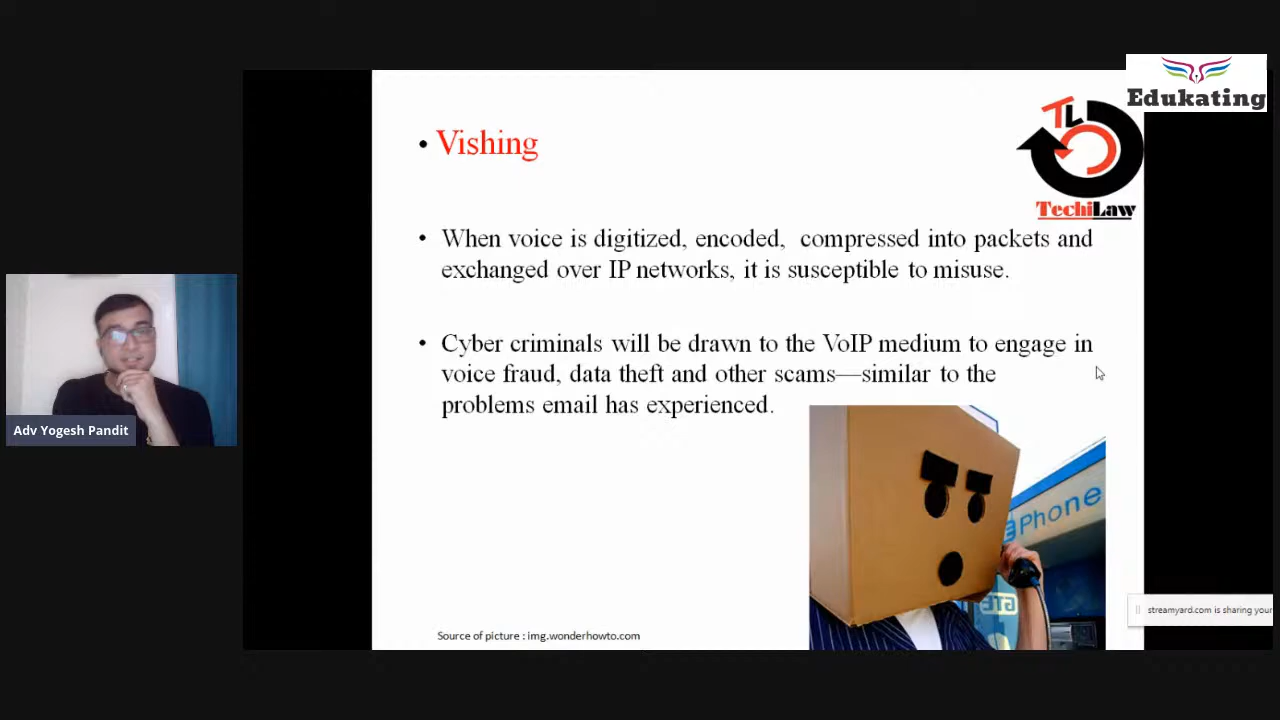 Edukating
TL
TechiLaw
• Vishing
• When voice is digitized, encoded, compressed into packets and
exchanged over IP networks, it is susceptible to misuse.
• Cyber criminals will be drawn to the VoIP medium to engage in
voice fraud, data theft and other scams—similar to the
problems email has experienced.
Adv Yogesh Pandit
Phone
GTE
streamyard.com is sharing your
Source of picture : img.wonderhowto.com